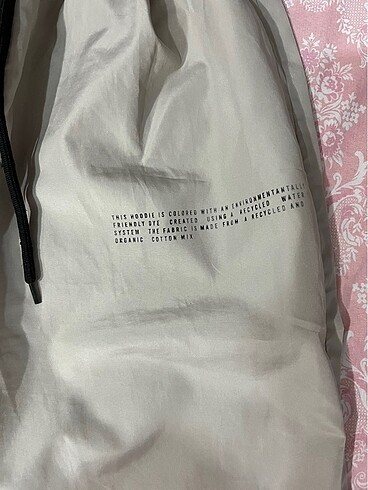 THIS HOODIE IS COLORED WITH AN ENVIRONMENTANTALLY
FRIENDLY DYE CREATED USING A RECYCLED WATER
SYSTEM THE FABRIC IS MADE FROM A RECYCLED AND
ORGANIC COTTON MIX.